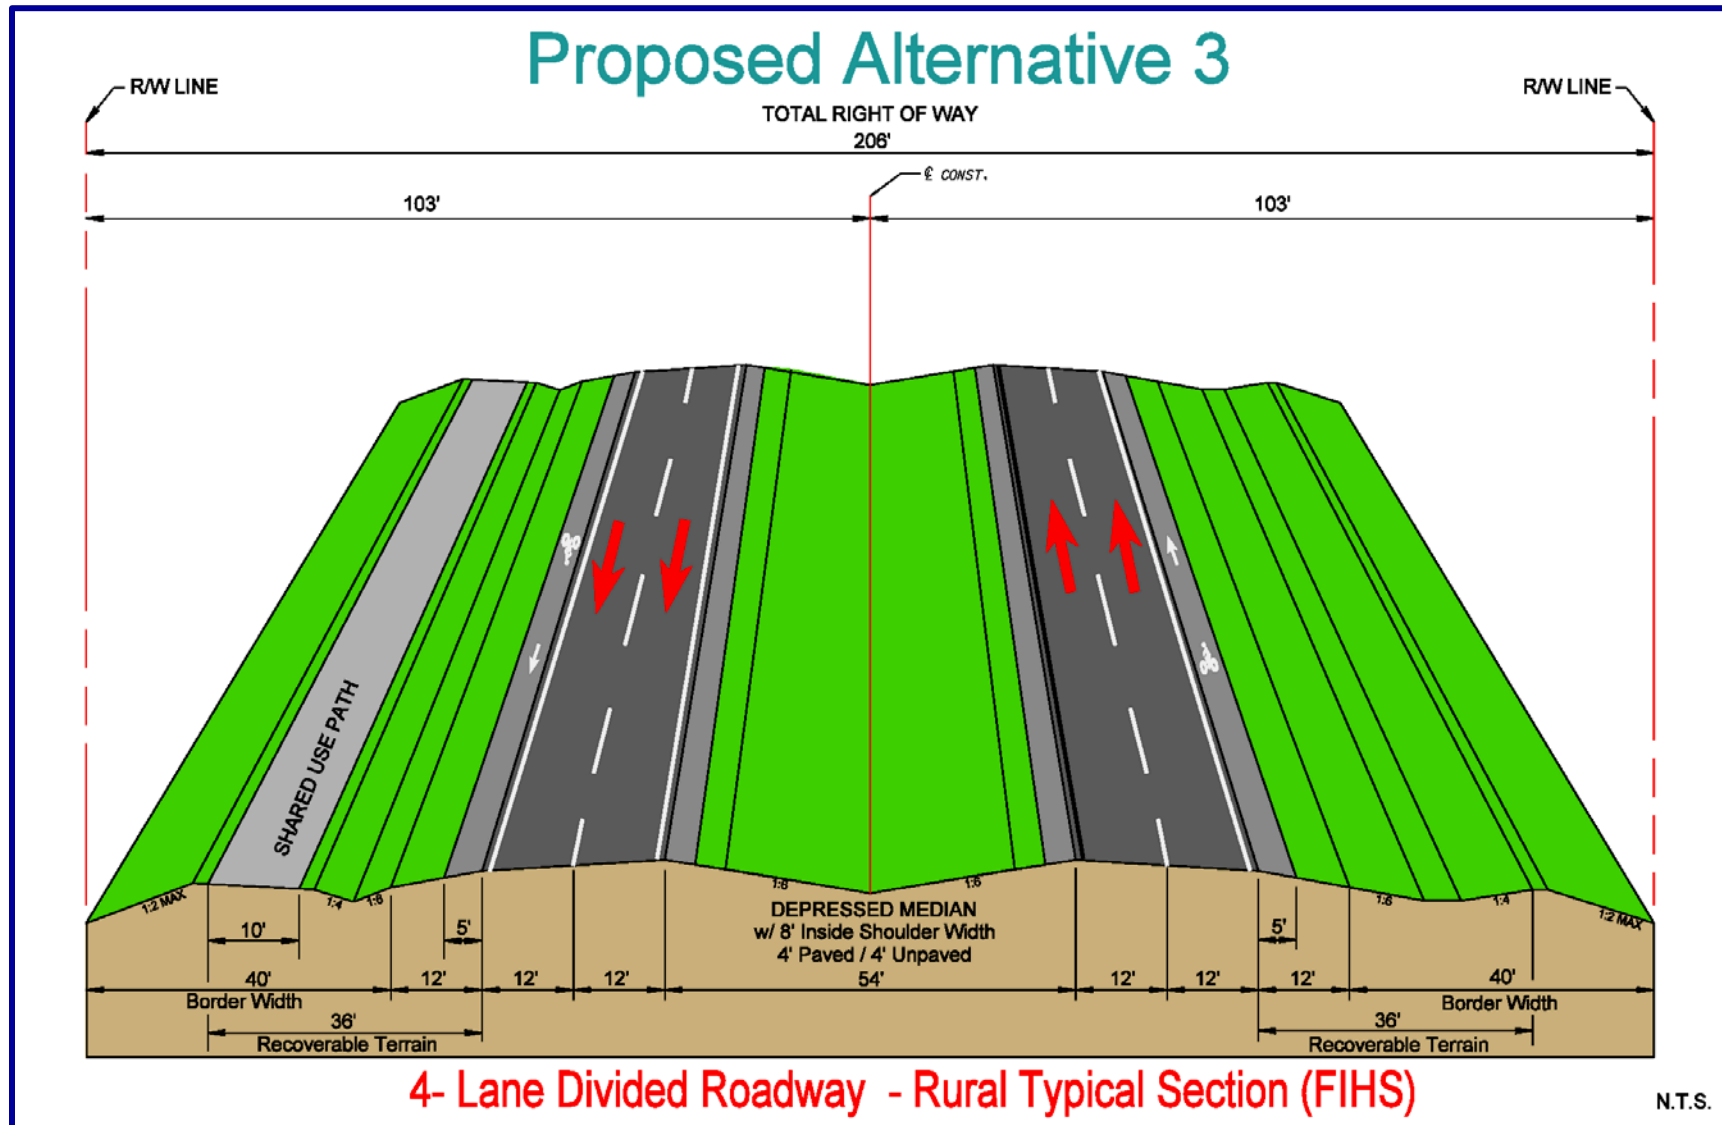 Proposed Alternative 3
R/W LINE
R/W LINE
TOTAL RIGHT OF WAY
206'
℄ CONST.
103'
103'
SHARED USE PATH
1:2 MAX
1:4
1:6
1:6
1:6
1:6
1:4
1:2 MAX
DEPRESSED MEDIAN
w/ 8' Inside Shoulder Width
4' Paved / 4' Unpaved
10'
5'
5'
40'
12'
12'
12'
54'
12'
12'
12'
40'
Border Width
Border Width
36'
36'
Recoverable Terrain
Recoverable Terrain
4- Lane Divided Roadway - Rural Typical Section (FIHS)
N.T.S.